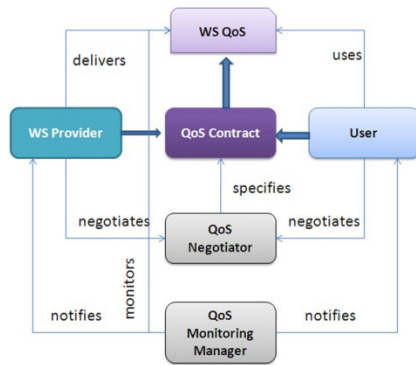 WS QoS
delivers
uses
WS Provider
QoS Contract
User
specifies
negotiates
QoS
Negotiator
negotiates
monitors
notifies
QoS
Monitoring
Manager
notifies